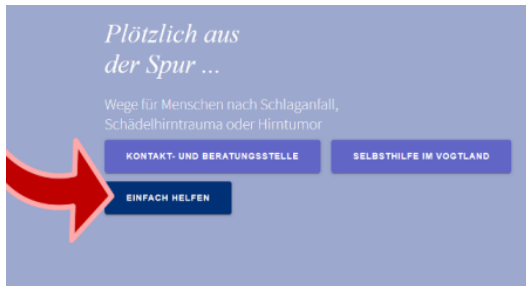 Plötzlich aus
der Spur ...
Wege für Menschen nach Schlaganfall,
Schädelhirntrauma oder Hirntumor
KONTAKT- UND BERATUNGSSTELLE
SELBSTHILFE IM VOGTLAND
EINFACH HELFEN